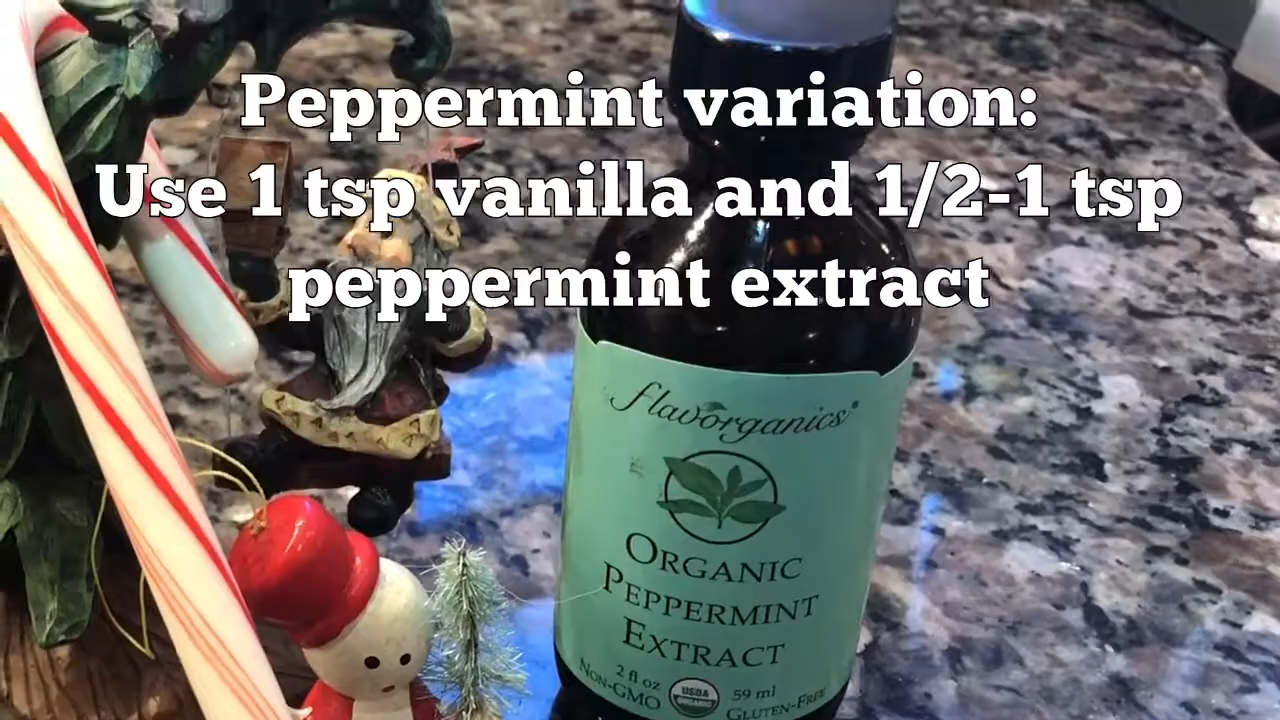 Peppermint variation:
Use 1 tsp vanilla and 1/2-1 tsp
peppermint extract
flavorganics®
ORGANIC
PEPPERMINT
EXTRACT
2 fl oz 59 ml
NON-GMO USDA ORGANIC GLUTEN-FREE